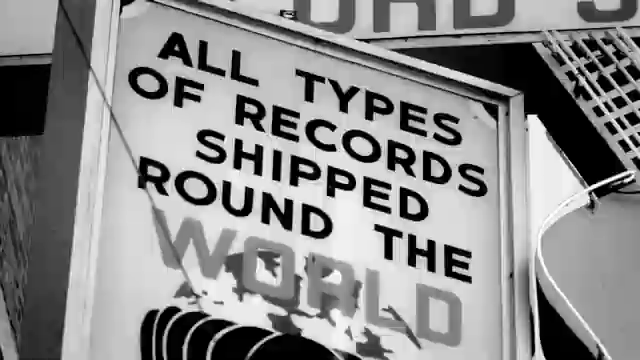 ALL TYPES
OF RECORDS
SHIPPED
ROUND THE
WORLD